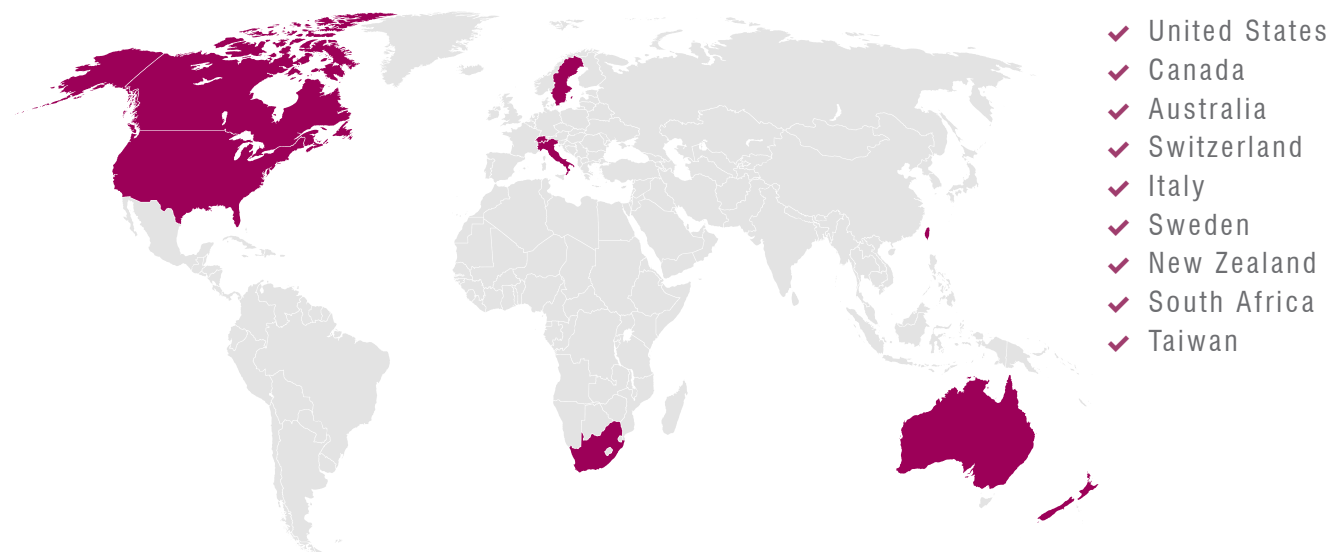 United States
Canada
Australia
Switzerland
Italy
Sweden
New Zealand
South Africa
Taiwan